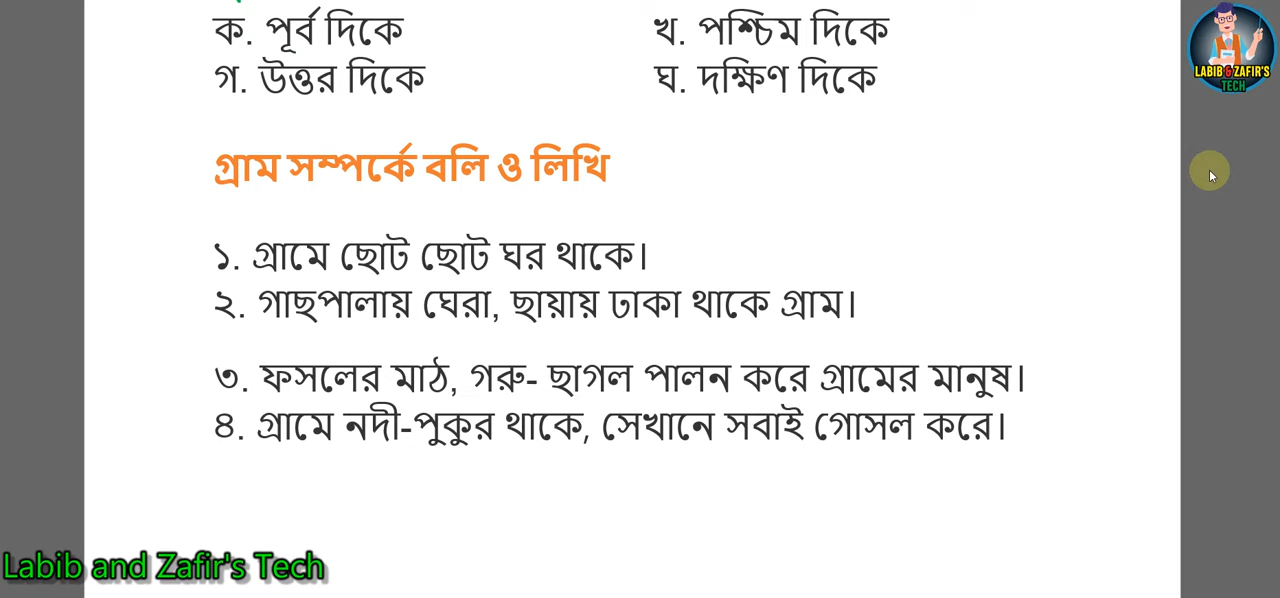 ক. পূর্ব দিকে খ. পশ্চিম দিকে
গ. উত্তর দিকে ঘ. দক্ষিণ দিকে
গ্রাম সম্পর্কে বলি ও লিখি
১. গ্রামে ছোট ছোট ঘর থাকে।
২. গাছপালায় ঘেরা, ছায়ায় ঢাকা থাকে গ্রাম।
৩. ফসলের মাঠ, গরু- ছাগল পালন করে গ্রামের মানুষ।
৪. গ্রামে নদী-পুকুর থাকে, সেখানে সবাই গোসল করে।
LABIB & ZAFIR'S
TECH
Labib and Zafir's Tech